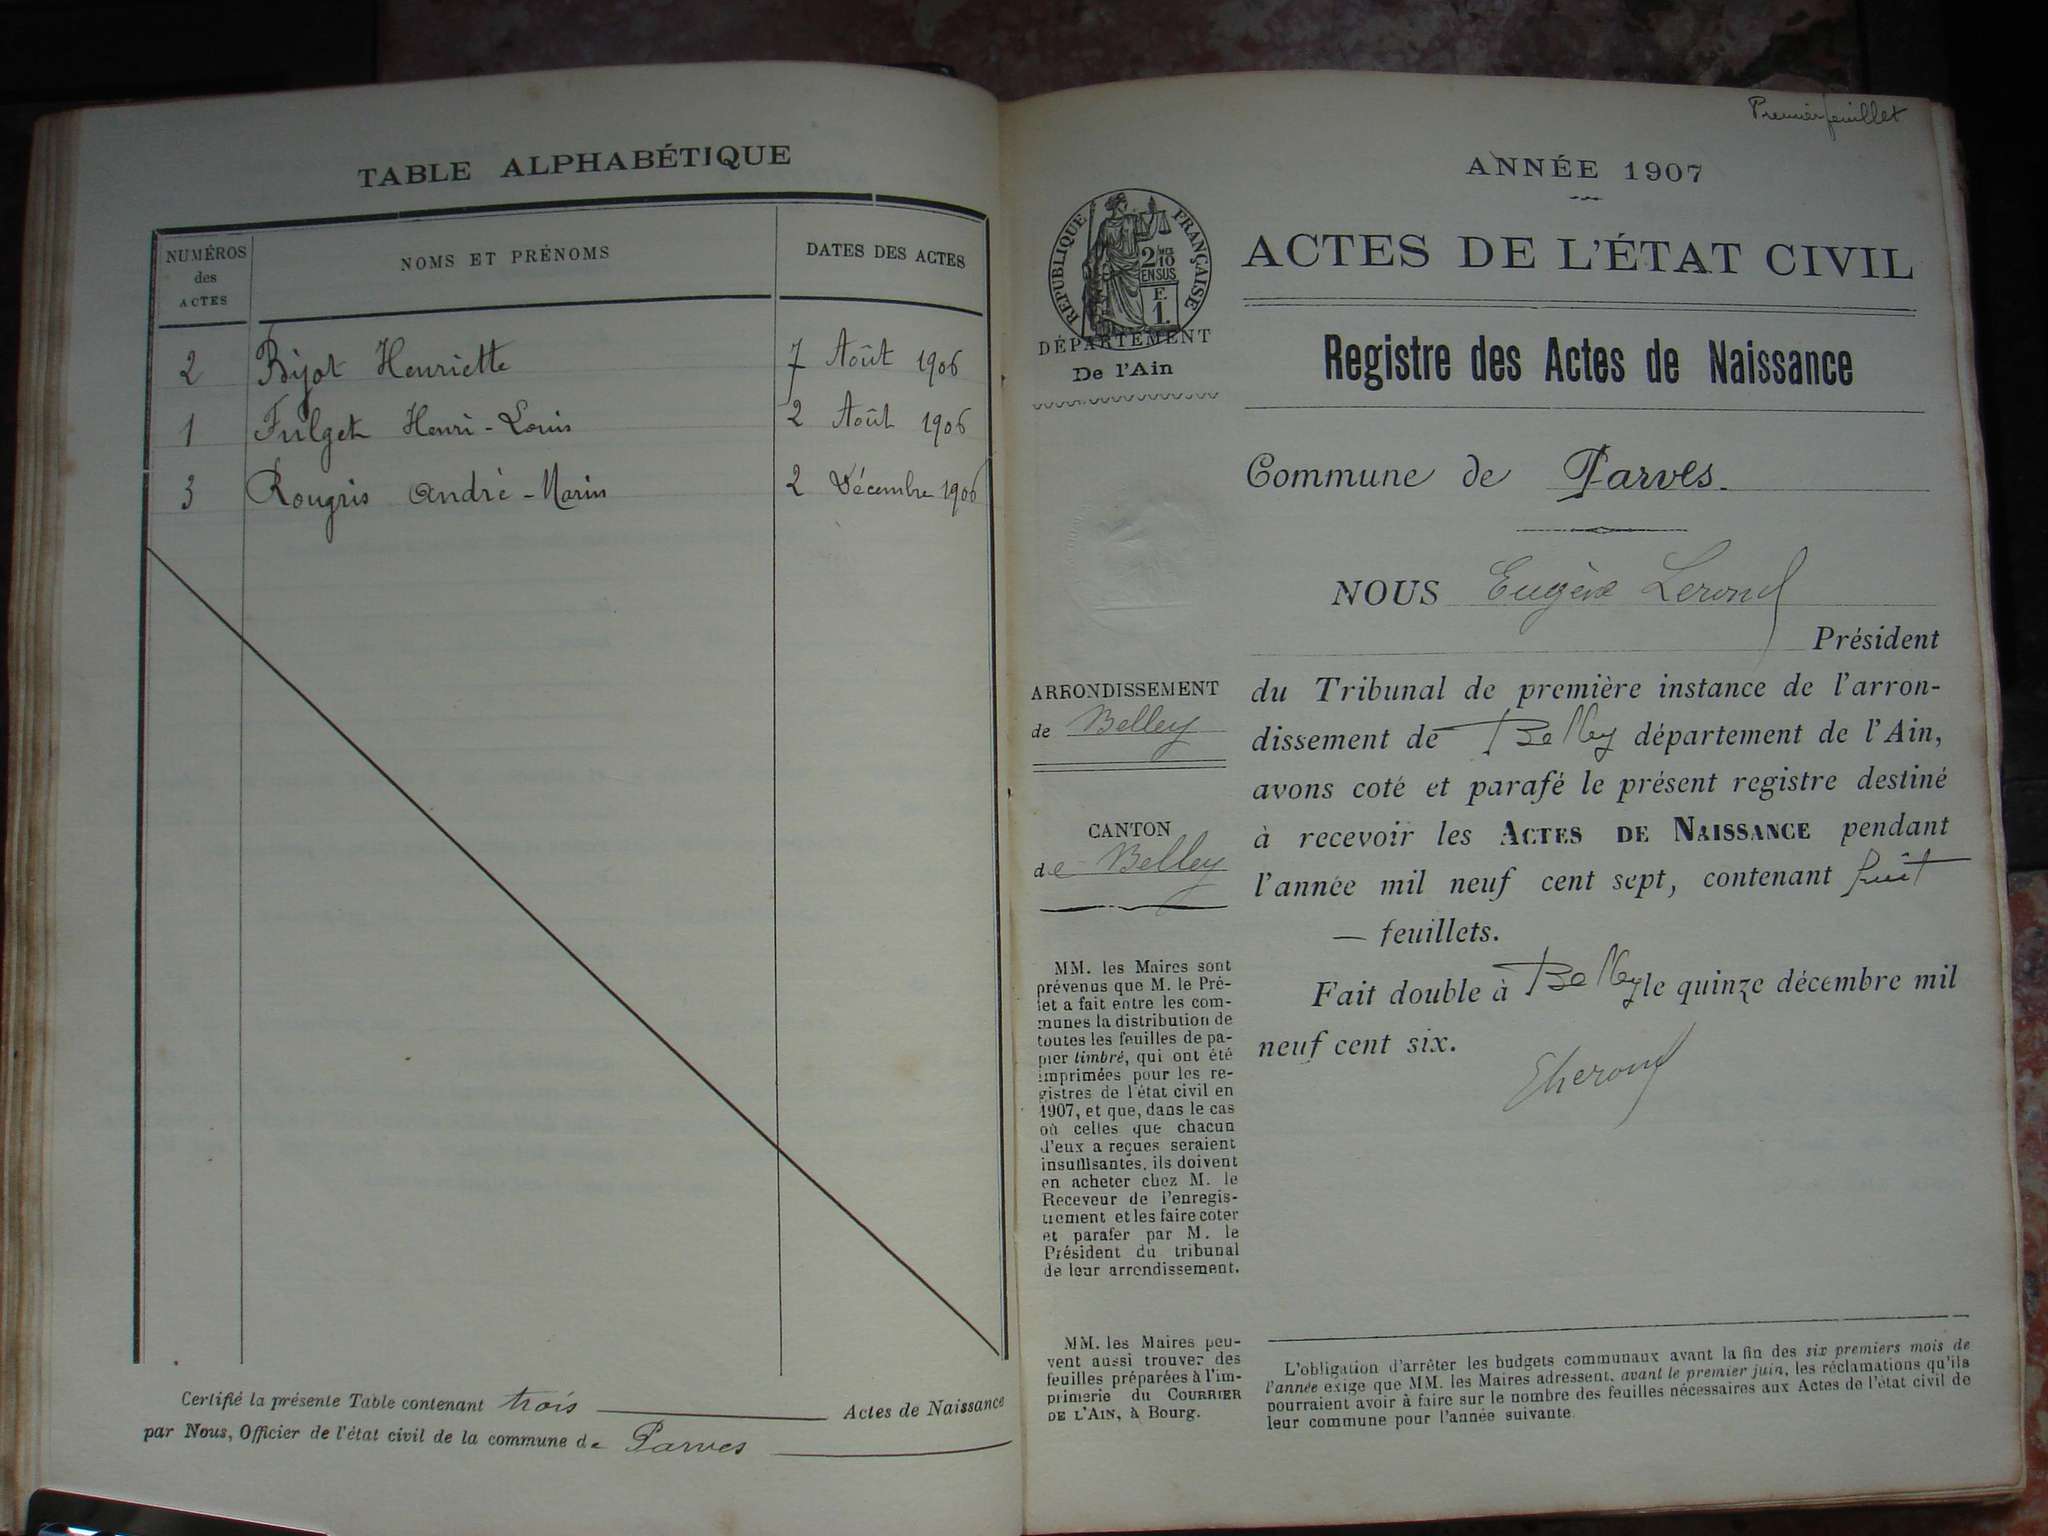 TABLE ALPHABÉTIQUE
NUMÉROS des ACTES
NOMS ET PRÉNOMS
DATES DES ACTES
2 Bijot Henriette 7 Août 1906
1 Fulget Henri-Louis 2 Août 1906
3 Rougris André-Marin 2 Décembre 1906
Certifié la présente Table contenant trois Actes de Naissance
par Nous, Officier de l'état civil de la commune de Parves
Premier feuillet
ANNÉE 1907
RÉPUBLIQUE FRANÇAISE
2/10
EN SUS
F.
1.
DÉPARTEMENT
De l'Ain
ACTES DE L'ÉTAT CIVIL
Registre des Actes de Naissance
Commune de Parves
NOUS Eugène Lerond
Président
du Tribunal de première instance de l'arron-
dissement de Belley département de l'Ain,
avons coté et parafé le présent registre destiné
à recevoir les ACTES DE NAISSANCE pendant
l'année mil neuf cent sept, contenant huit
— feuillets.
Fait double à Belley le quinze décembre mil
neuf cent six.
ARRONDISSEMENT
de Belley
CANTON
de Belley
MM. les Maires sont
prévenus que M. le Pré-
fet a fait entre les com-
munes la distribution de
toutes les feuilles de pa-
pier timbré, qui ont été
imprimées pour les re-
gistres de l'état civil en
1907, et que, dans le cas
où celles que chacun
d'eux a reçues seraient
insuffisantes, ils doivent
en acheter chez M. le
Receveur de l'enregis-
trement et les faire coter
et parafer par M. le
Président du tribunal
de leur arrondissement.
MM. les Maires peu-
vent aussi trouver des
feuilles préparées à l'im-
primerie du COURRIER
DE L'AIN, à Bourg.
L'obligation d'arrêter les budgets communaux avant la fin des six premiers mois de
l'année exige que MM. les Maires adressent, avant le premier juin, les réclamations qu'ils
pourraient avoir à faire sur le nombre des feuilles nécessaires aux Actes de l'état civil de
leur commune pour l'année suivante.